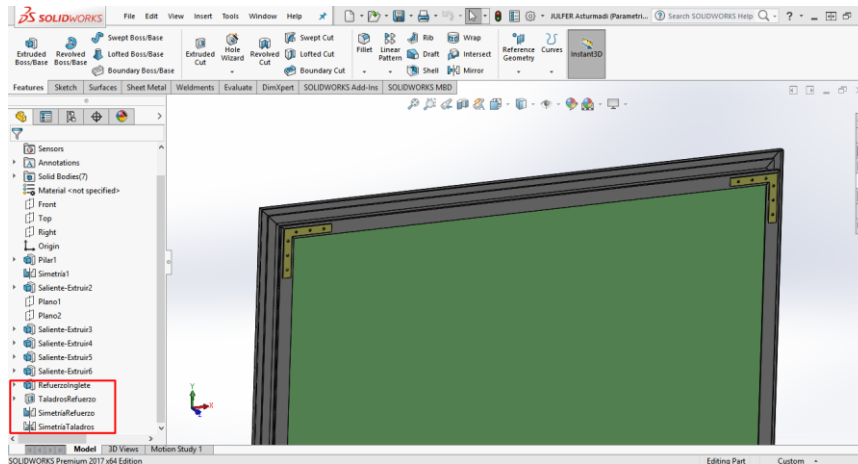 SOLIDWORKS File Edit View Insert Tools Window Help JULFER Asturmadi (Parametri... Search SOLIDWORKS Help
Extruded Boss/Base Revolved Boss/Base Swept Boss/Base Lofted Boss/Base Boundary Boss/Base Extruded Cut Hole Wizard Revolved Cut Swept Cut Lofted Cut Boundary Cut Fillet Linear Pattern Rib Draft Shell Wrap Intersect Mirror Reference Geometry Curves Instant3D
Features Sketch Surfaces Sheet Metal Weldments Evaluate DimXpert SOLIDWORKS Add-Ins SOLIDWORKS MBD
Sensors
Annotations
Solid Bodies(7)
Material <not specified>
Front
Top
Right
Origin
Pilar1
Simetría1
Saliente-Extruir2
Plano1
Plano2
Saliente-Extruir3
Saliente-Extruir4
Saliente-Extruir5
Saliente-Extruir6
RefuerzoInglete
TaladrosRefuerzo
SimetríaRefuerzo
SimetríaTaladros
Y
X
Model 3D Views Motion Study 1
SOLIDWORKS Premium 2017 x64 Edition Editing Part Custom